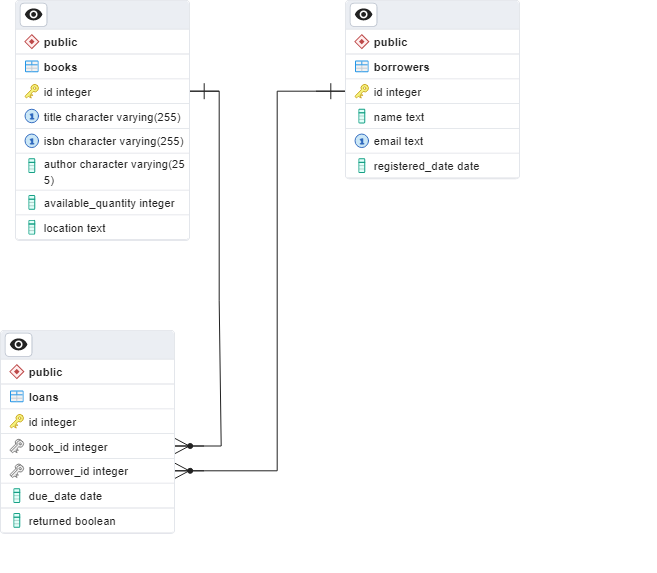 public
books
id integer
title character varying(255)
isbn character varying(255)
author character varying(25
5)
available_quantity integer
location text
public
borrowers
id integer
name text
email text
registered_date date
public
loans
id integer
book_id integer
borrower_id integer
due_date date
returned boolean